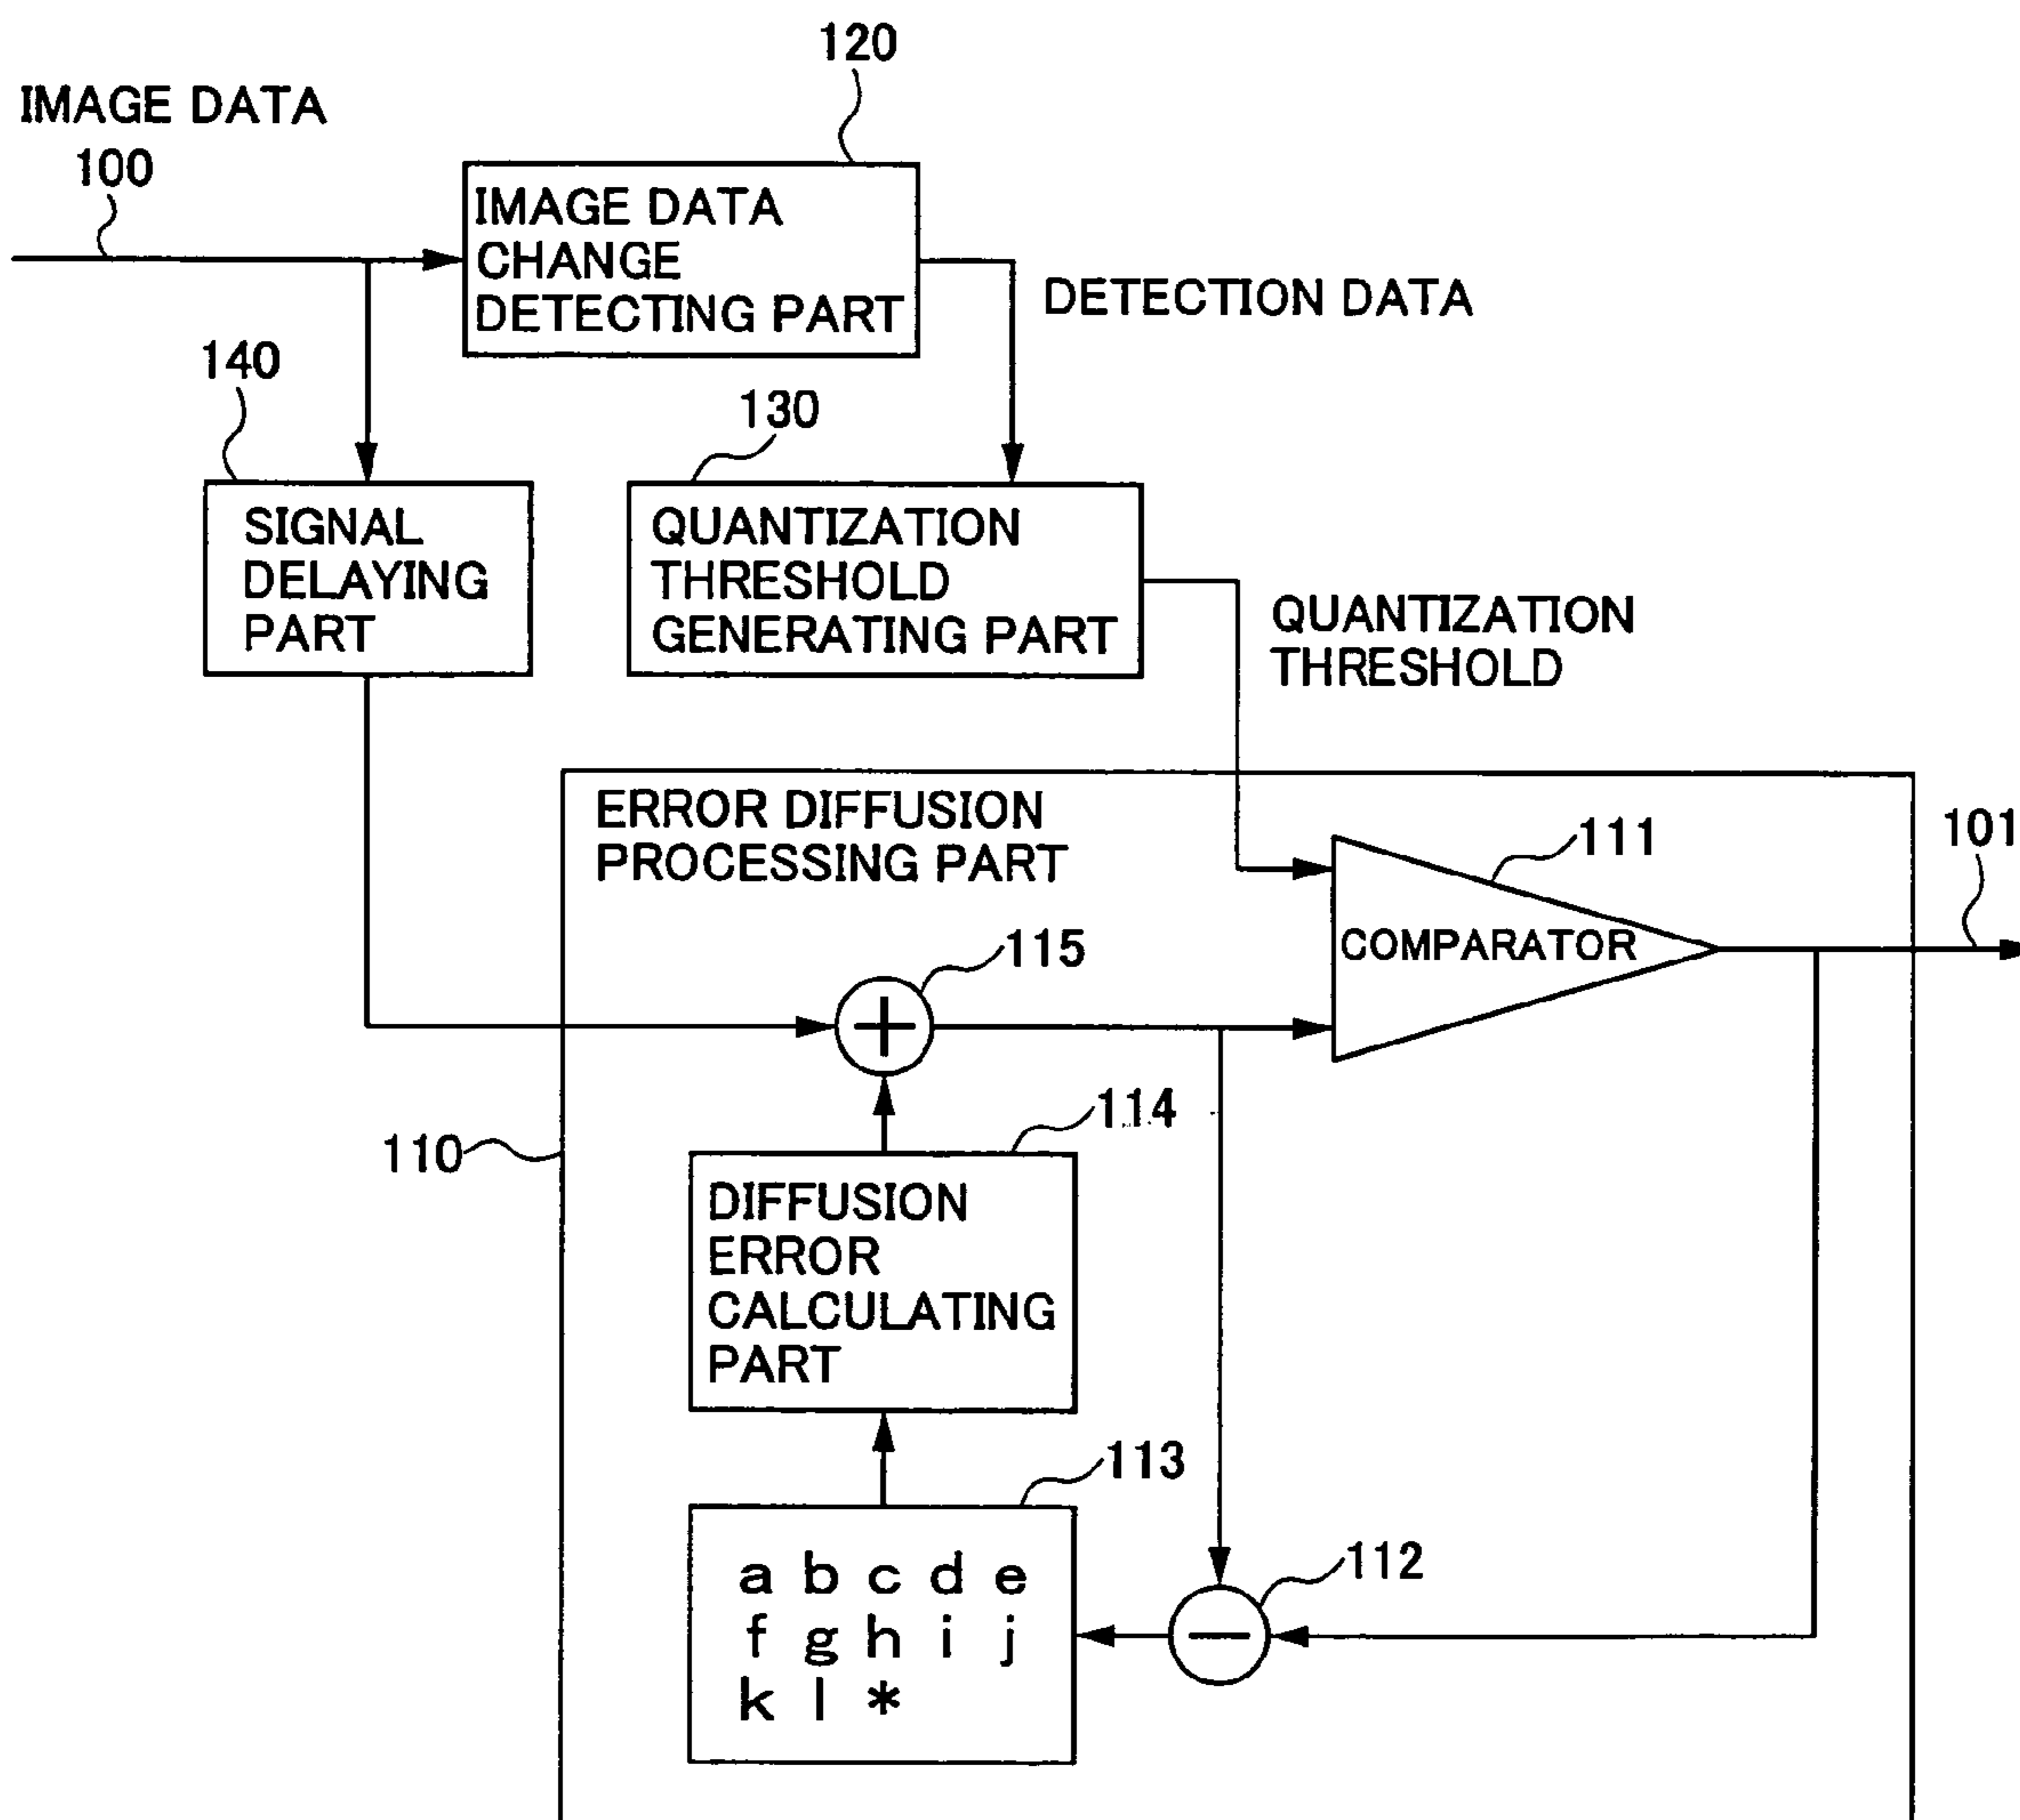 120
IMAGE DATA
100
IMAGE DATA
CHANGE
DETECTING PART
DETECTION DATA
140
130
SIGNAL
DELAYING
PART
QUANTIZATION
THRESHOLD
GENERATING PART
QUANTIZATION
THRESHOLD
ERROR DIFFUSION
PROCESSING PART
111
101
COMPARATOR
115
114
110
DIFFUSION
ERROR
CALCULATING
PART
113
112
a b c d e
f g h i j
k l *